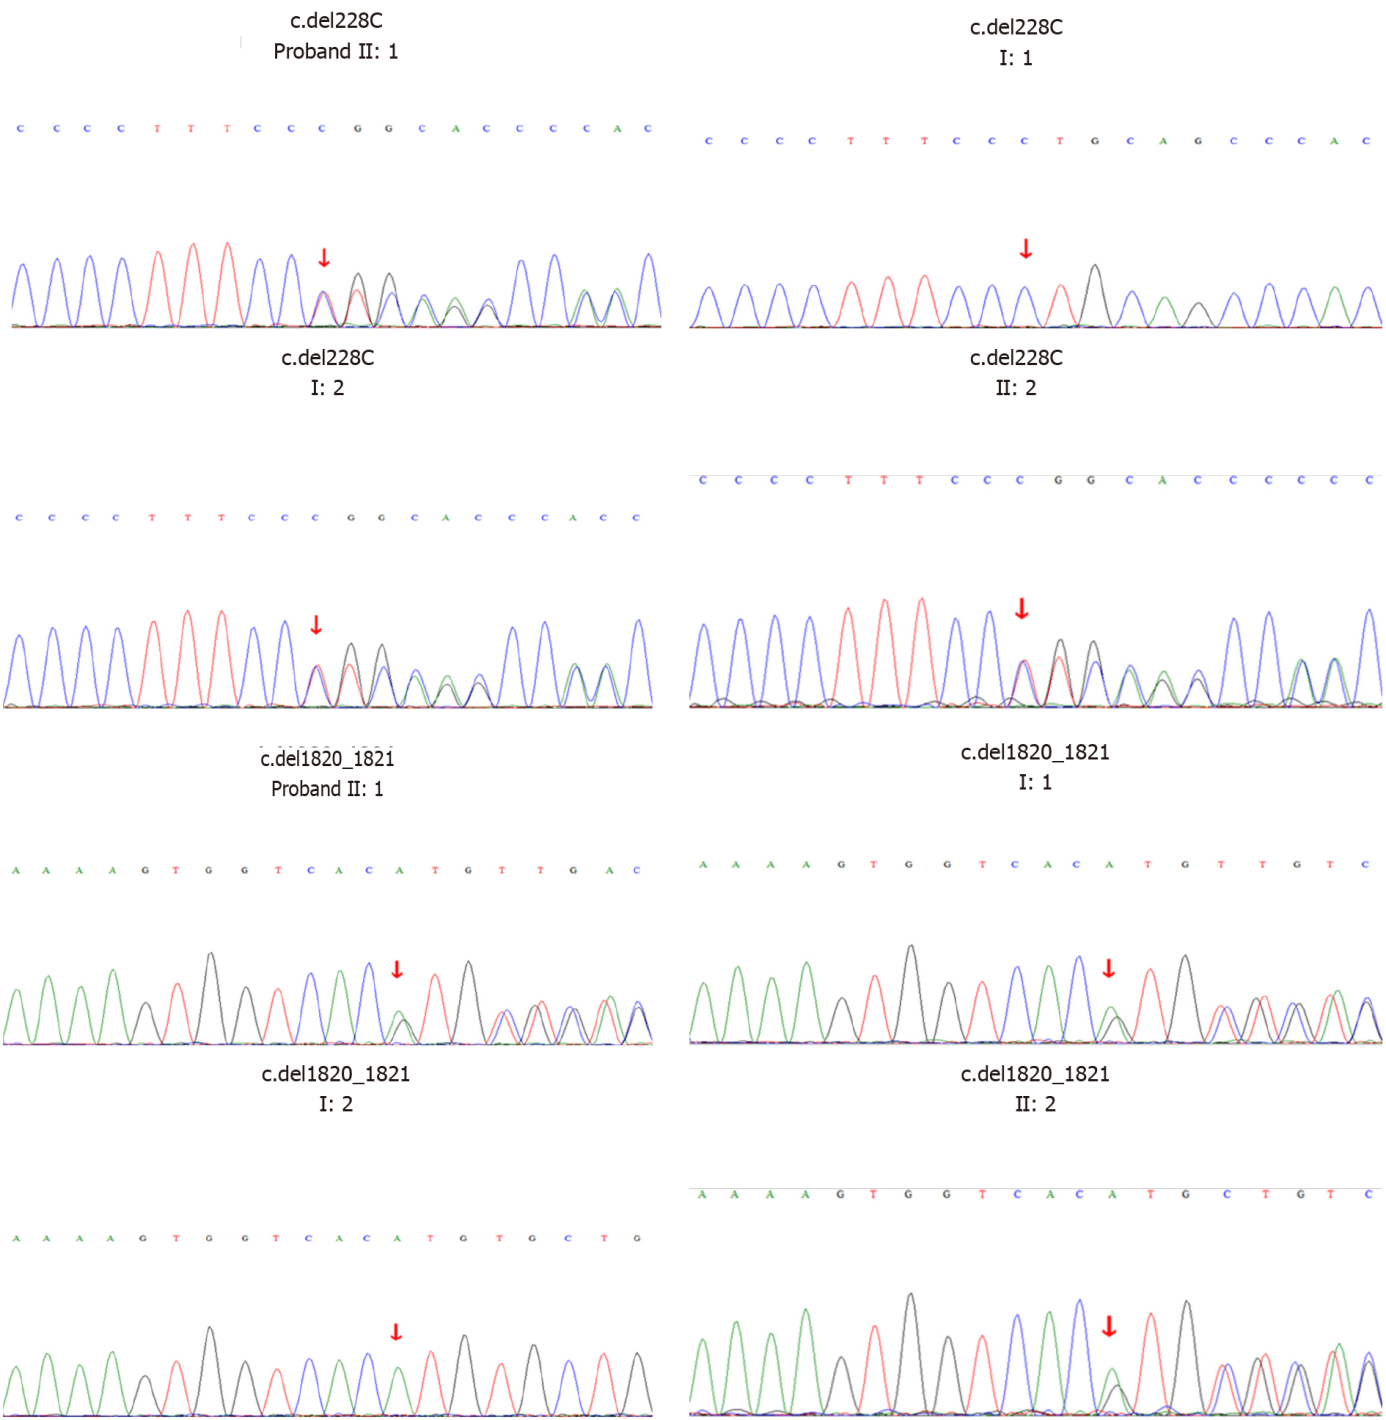 c.del228C
Proband II: 1
C C C C T T T C C C G G C A C C C C A C
c.del228C
I: 1
C C C C T T T C C C T G C A G C C C A C
c.del228C
I: 2
C C C C T T T C C C G G C A C C C A C C
c.del228C
II: 2
C C C C T T T C C C G G C A C C C C C C
c.del1820_1821
Proband II: 1
A A A A G T G G T C A C A T G T T G A C
c.del1820_1821
I: 1
A A A A G T G G T C A C A T G T T G T C
c.del1820_1821
I: 2
A A A A G T G G T C A C A T G T G C T G
c.del1820_1821
II: 2
A A A A G T G G T C A C A T G C T G T C